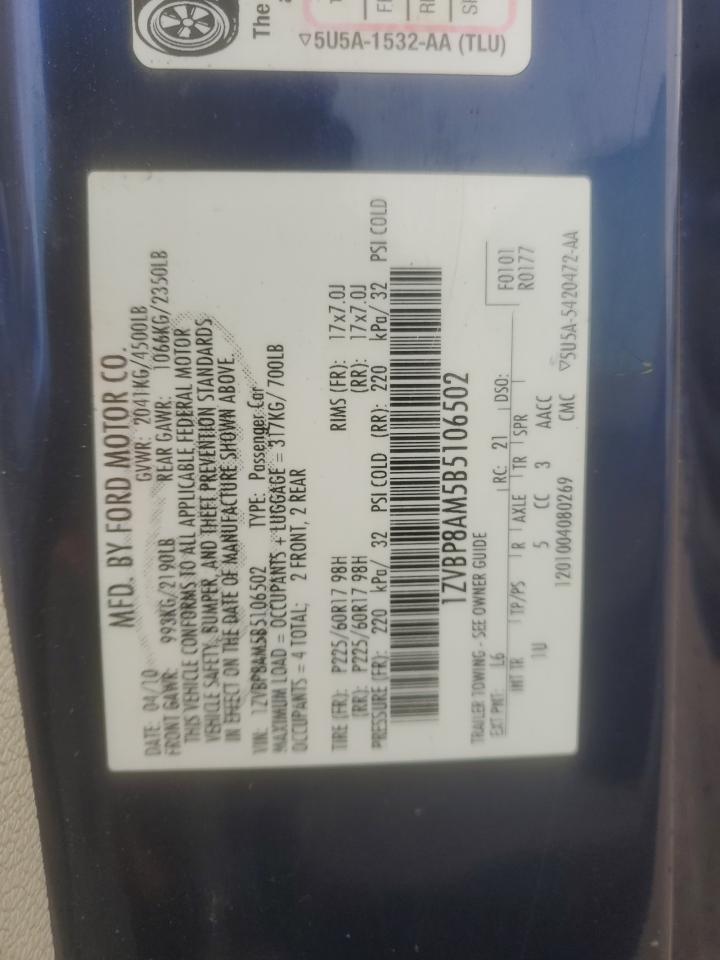 The
▽5U5A-1532-AA (TLU)
MFD. BY FORD MOTOR CO.
DATE: 04/10 GVWR: 2041KG/4500LB
FRONT GAWR: 993KG/2190LB REAR GAWR: 1066KG/2350LB
THIS VEHICLE CONFORMS TO ALL APPLICABLE FEDERAL MOTOR
VEHICLE SAFETY, BUMPER, AND THEFT PREVENTION STANDARDS
IN EFFECT ON THE DATE OF MANUFACTURE SHOWN ABOVE.
VIN: 1ZVBP8AM5B5106502 TYPE: Passenger Car
MAXIMUM LOAD = OCCUPANTS + LUGGAGE = 317KG/ 700LB
OCCUPANTS = 4 TOTAL; 2 FRONT, 2 REAR
TIRE (FR): P225/60R17 98H RIMS (FR): 17x7.0J
(RR): P225/60R17 98H (RR): 17x7.0J
PRESSURE (FR): 220 kPa/ 32 PSI COLD (RR): 220 kPa/ 32 PSI COLD
1ZVBP8AM5B5106502
TRAILER TOWING - SEE OWNER GUIDE F0101
EXT PNT: L6 RC: 21 DSO: R0177
INT TR TP/PS R AXLE TR SPR
1U 5 CC 3 AACC
1201004080269 CMC ▽5U5A-5420472-AA